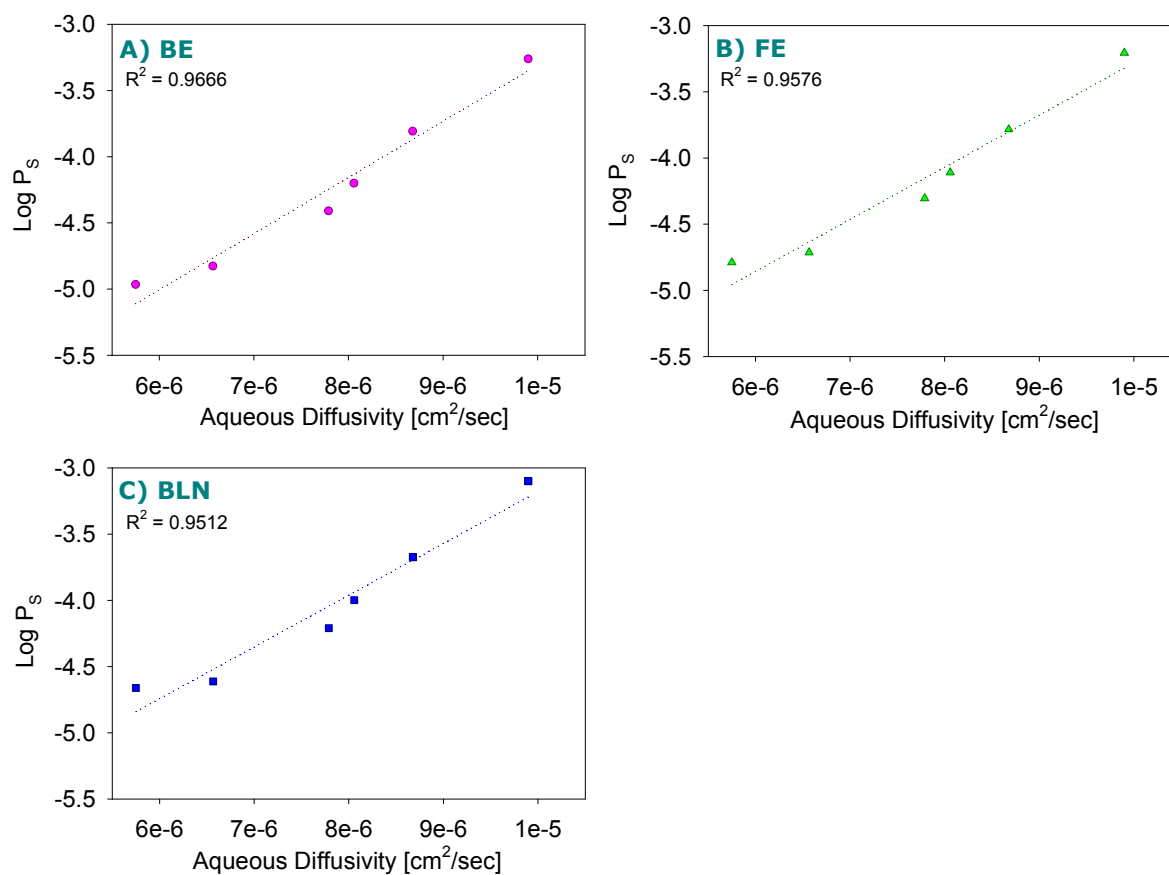 A) BE
R² = 0.9666
Log P_S
-3.0
-3.5
-4.0
-4.5
-5.0
-5.5
6e-6 7e-6 8e-6 9e-6 1e-5
Aqueous Diffusivity [cm²/sec]
B) FE
R² = 0.9576
Log P_S
-3.0
-3.5
-4.0
-4.5
-5.0
-5.5
6e-6 7e-6 8e-6 9e-6 1e-5
Aqueous Diffusivity [cm²/sec]
C) BLN
R² = 0.9512
Log P_S
-3.0
-3.5
-4.0
-4.5
-5.0
-5.5
6e-6 7e-6 8e-6 9e-6 1e-5
Aqueous Diffusivity [cm²/sec]